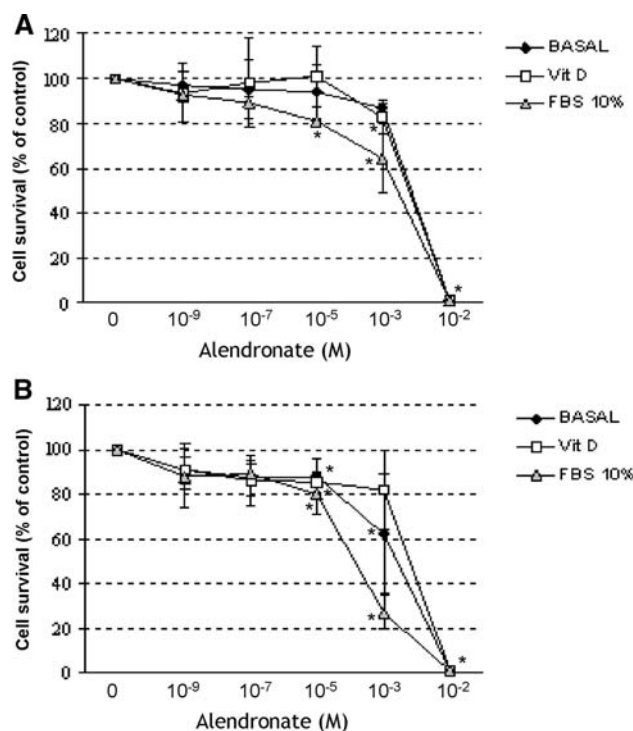 A
BASAL
Vit D
FBS 10%
Cell survival (% of control)
120
100
80
60
40
20
0
*
*
*
*
0 10⁻⁹ 10⁻⁷ 10⁻⁵ 10⁻³ 10⁻²
Alendronate (M)
B
BASAL
Vit D
FBS 10%
Cell survival (% of control)
120
100
80
60
40
20
0
*
*
*
*
*
*
0 10⁻⁹ 10⁻⁷ 10⁻⁵ 10⁻³ 10⁻²
Alendronate (M)